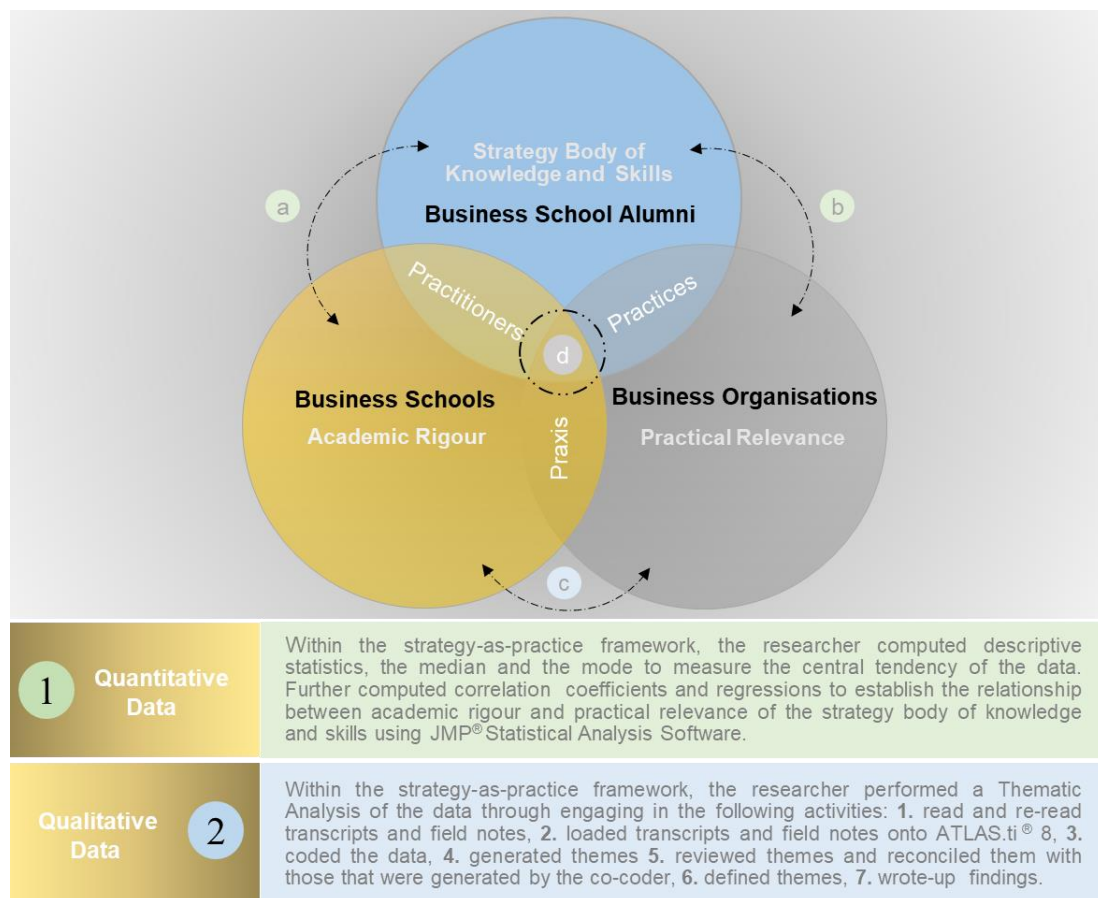 Strategy Body of
Knowledge and Skills
Business School Alumni
a
b
Practitioners
Practices
d
Business Schools
Academic Rigour
Business Organisations
Practical Relevance
Praxis
c
1
Quantitative
Data
Within the strategy-as-practice framework, the researcher computed descriptive
statistics, the median and the mode to measure the central tendency of the data.
Further computed correlation coefficients and regressions to establish the relationship
between academic rigour and practical relevance of the strategy body of knowledge
and skills using JMP® Statistical Analysis Software.
Qualitative
Data
2
Within the strategy-as-practice framework, the researcher performed a Thematic
Analysis of the data through engaging in the following activities: 1. read and re-read
transcripts and field notes, 2. loaded transcripts and field notes onto ATLAS.ti ® 8, 3.
coded the data, 4. generated themes 5. reviewed themes and reconciled them with
those that were generated by the co-coder, 6. defined themes, 7. wrote-up findings.